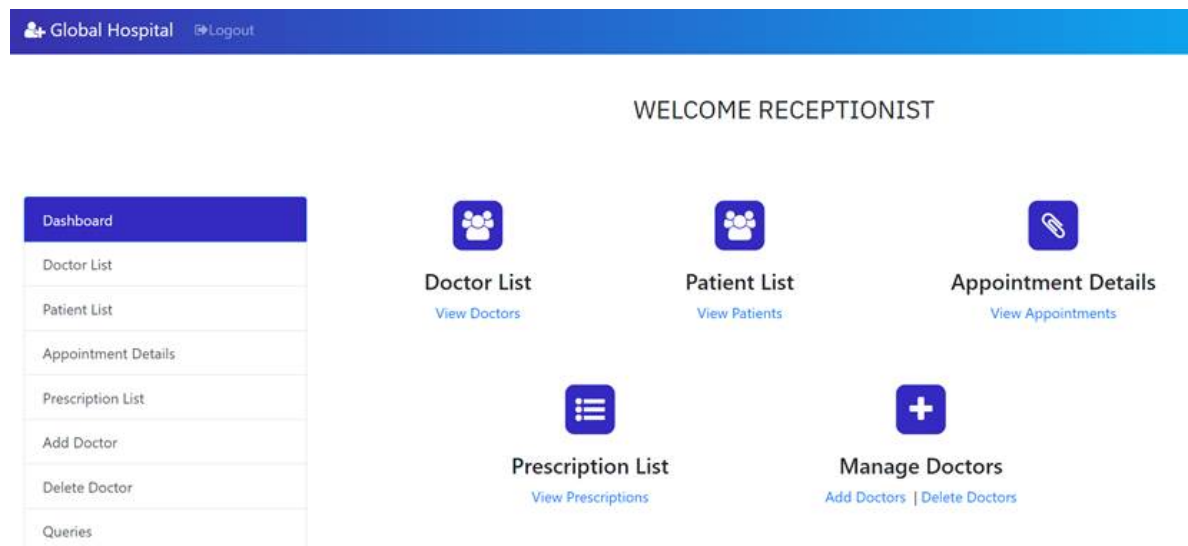 Global Hospital Logout
WELCOME RECEPTIONIST
Dashboard
Doctor List
Patient List
Appointment Details
Prescription List
Add Doctor
Delete Doctor
Queries
Doctor List
View Doctors
Patient List
View Patients
Appointment Details
View Appointments
Prescription List
View Prescriptions
Manage Doctors
Add Doctors | Delete Doctors